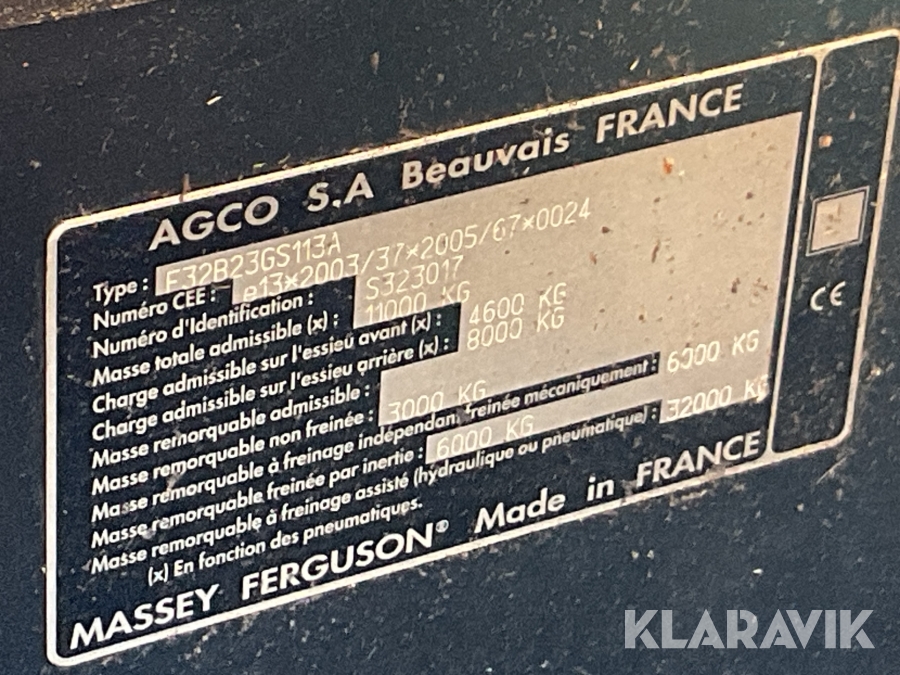 AGCO S.A Beauvais FRANCE
Type : F32B23GS113A
Numéro CEE : e13*2003/37*2005/67*0024
Numéro d'Identification : S323017
Masse totale admissible (x) : 11000 KG
Charge admissible sur l'essieu avant (x) : 4600 KG
Charge admissible sur l'essieu arrière (x) : 8000 KG
Masse remorquable admissible :
Masse remorquable non freinée : 3000 KG
Masse remorquable à freinage indépendan, freinée mécaniquement : 6000 KG
Masse remorquable freinée par inertie : 6000 KG
Masse remorquable à freinage assisté (hydraulique ou pneumatique) : 32000 KG
(x) En fonction des pneumatiques.
MASSEY FERGUSON® Made in FRANCE
CE
KLARAVIK